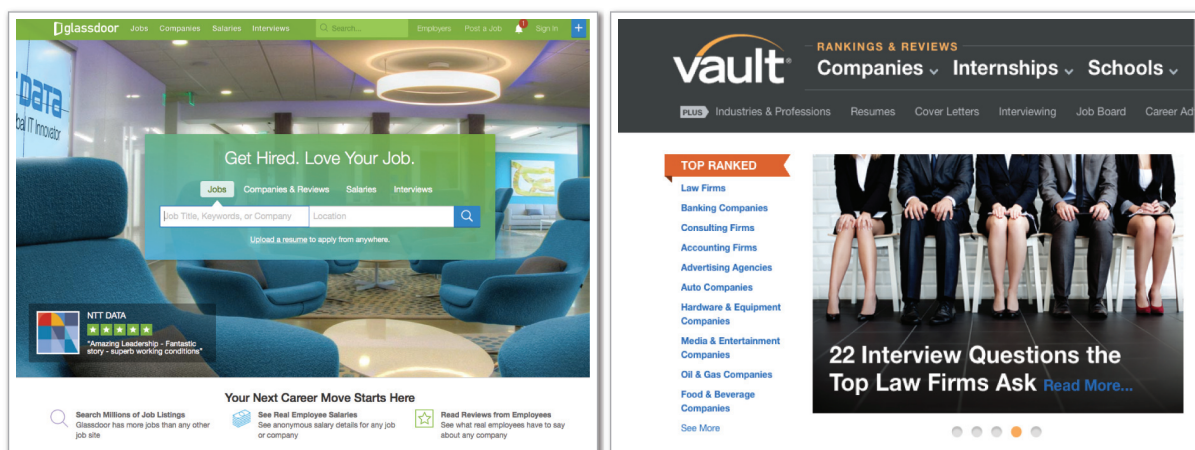 glassdoor Jobs Companies Salaries Interviews Search... Employers Post a Job 1 Sign In +
DATA
bal IT Innovator
Get Hired. Love Your Job.
Jobs Companies & Reviews Salaries Interviews
Job Title, Keywords, or Company Location
Upload a resume to apply from anywhere.
NTT DATA
"Amazing Leadership - Fantastic
story - superb working conditions"
Your Next Career Move Starts Here
Search Millions of Job Listings
Glassdoor has more jobs than any other
job site
See Real Employee Salaries
See anonymous salary details for any job
or company
Read Reviews from Employees
See what real employees have to say
about any company
vault
RANKINGS & REVIEWS
Companies Internships Schools
PLUS Industries & Professions Resumes Cover Letters Interviewing Job Board Career Ad
TOP RANKED
Law Firms
Banking Companies
Consulting Firms
Accounting Firms
Advertising Agencies
Auto Companies
Hardware & Equipment
Companies
Media & Entertainment
Companies
Oil & Gas Companies
Food & Beverage
Companies
See More
22 Interview Questions the
Top Law Firms Ask Read More...